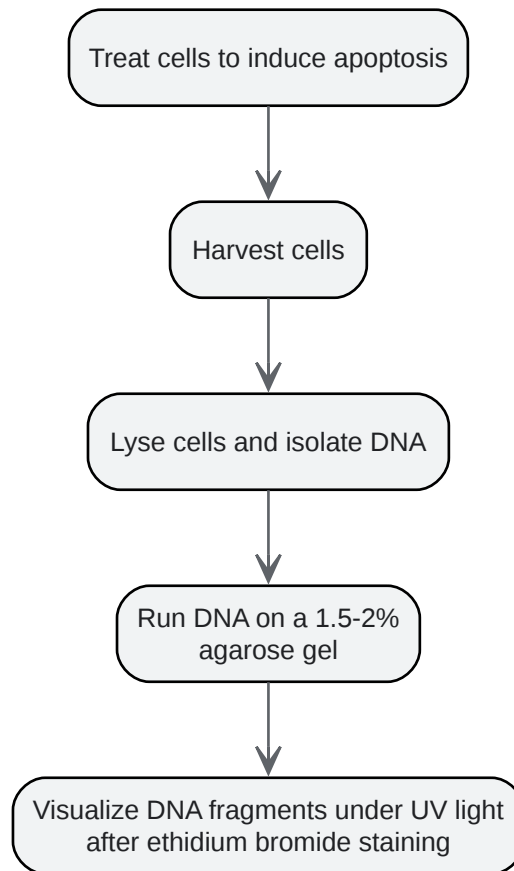 Treat cells to induce apoptosis
Harvest cells
Lyse cells and isolate DNA
Run DNA on a 1.5-2%
agarose gel
Visualize DNA fragments under UV light
after ethidium bromide staining